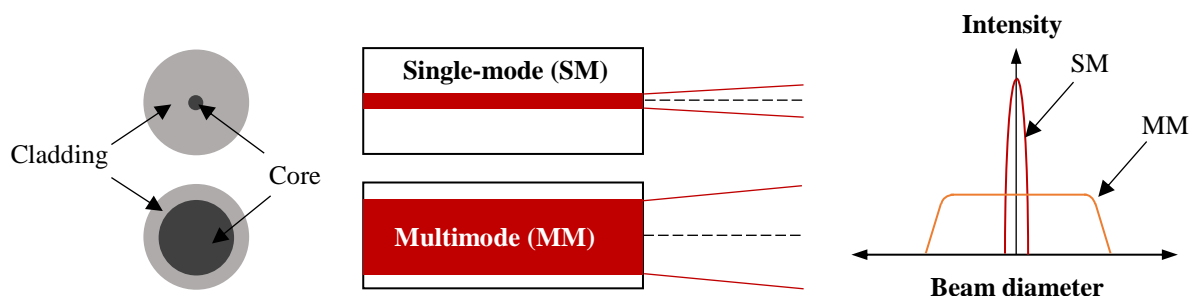 Cladding
Core
Single-mode (SM)
Multimode (MM)
Intensity
SM
MM
Beam diameter